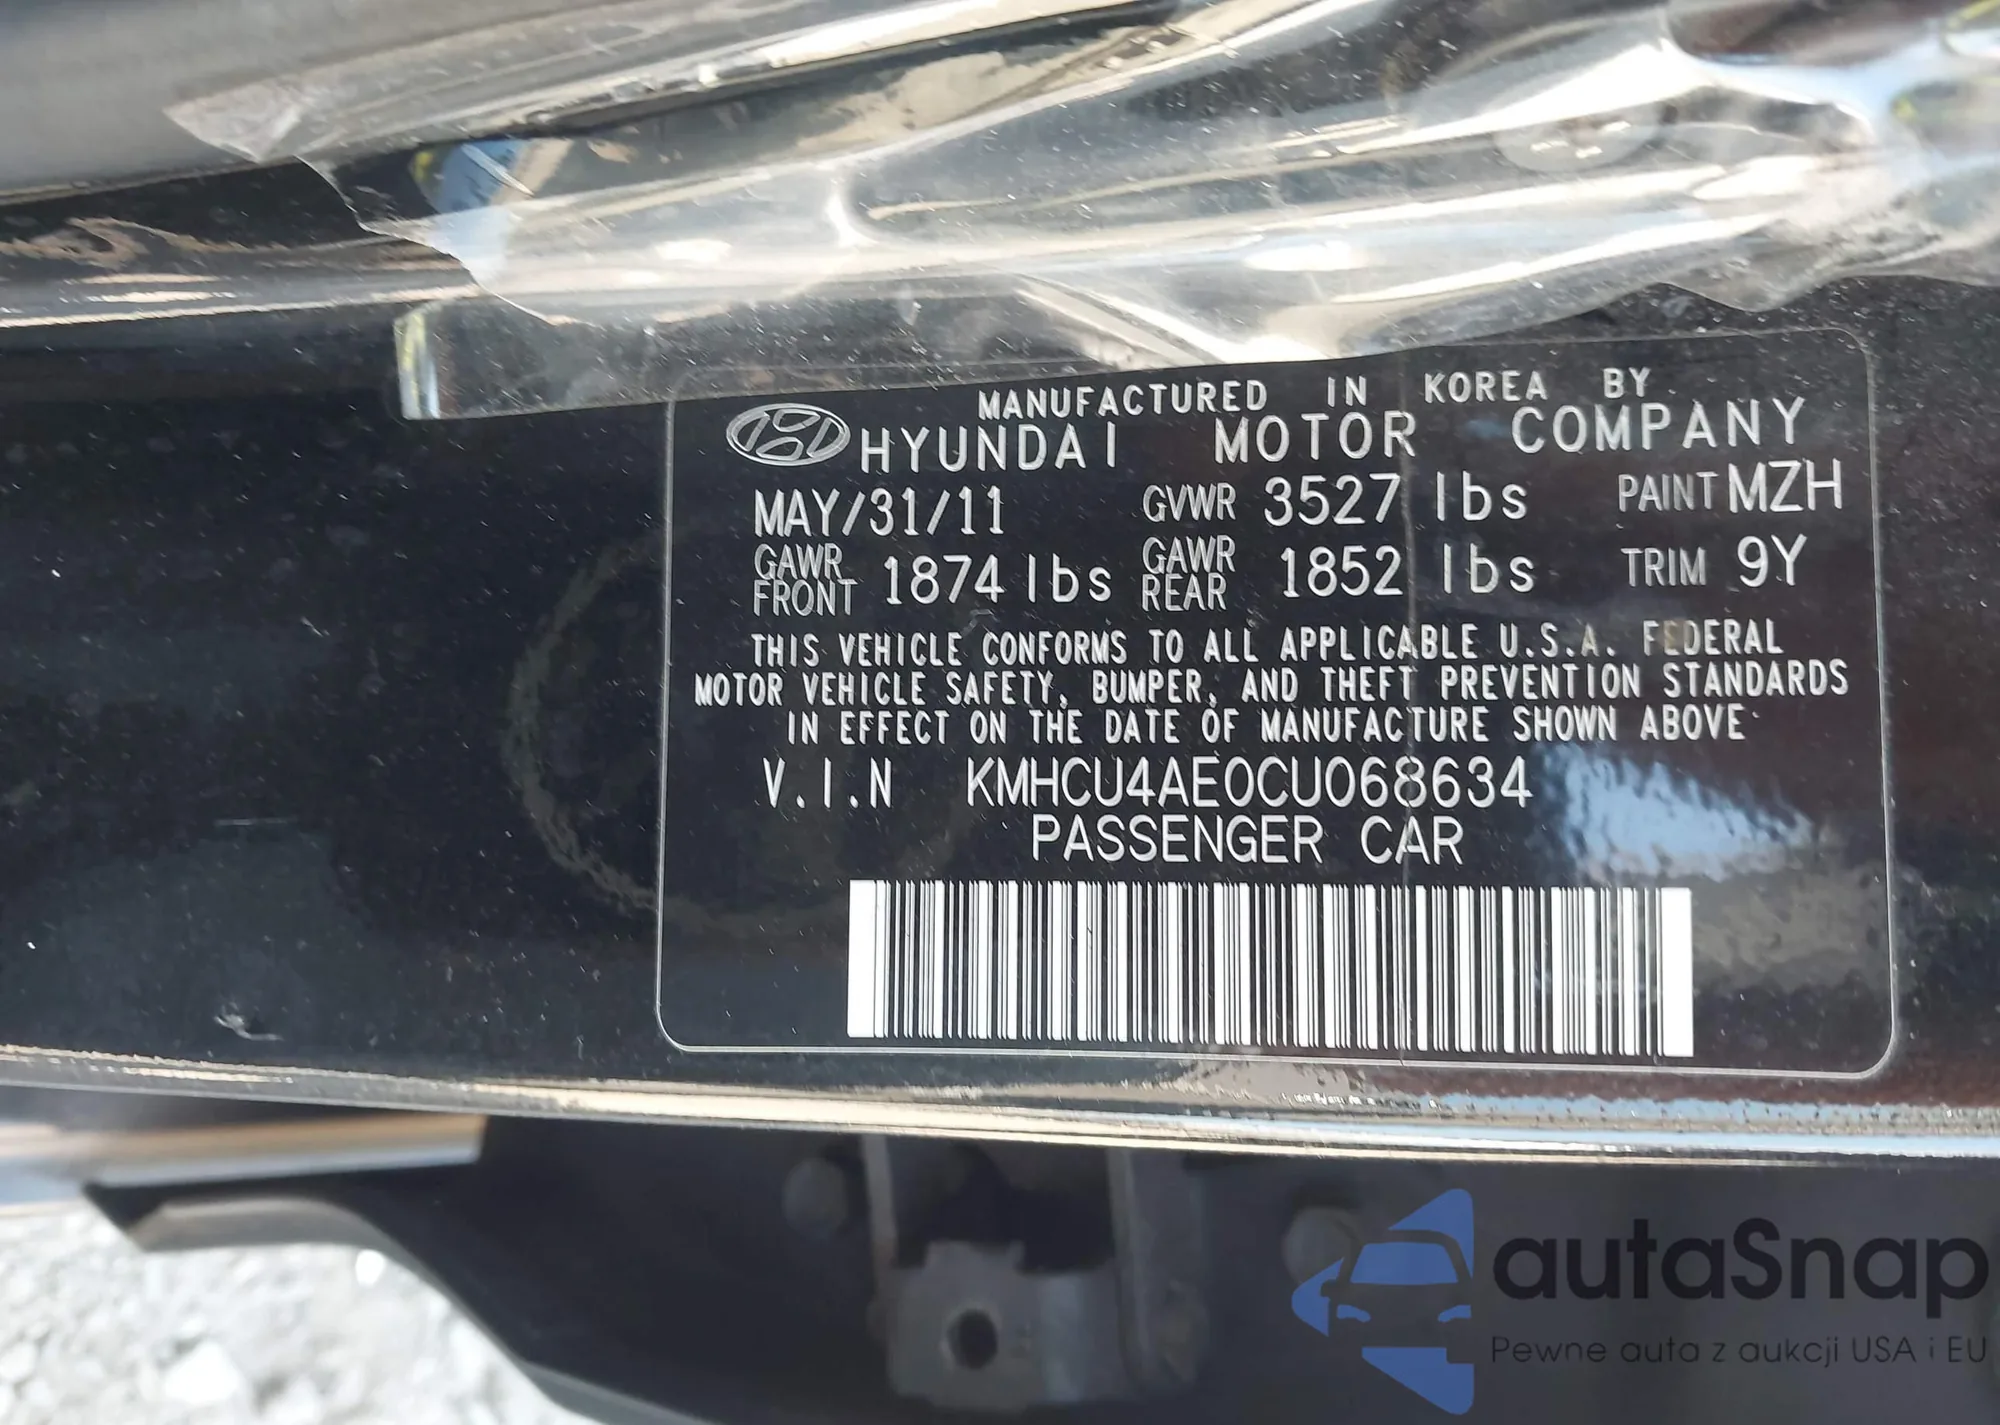 MANUFACTURED IN KOREA BY
HYUNDAI MOTOR COMPANY
MAY/31/11 GVWR 3527 lbs PAINT MZH
GAWR FRONT 1874 lbs GAWR REAR 1852 lbs TRIM 9Y
THIS VEHICLE CONFORMS TO ALL APPLICABLE U.S.A. FEDERAL
MOTOR VEHICLE SAFETY, BUMPER, AND THEFT PREVENTION STANDARDS
IN EFFECT ON THE DATE OF MANUFACTURE SHOWN ABOVE
V.I.N KMHCU4AE0CU068634
PASSENGER CAR
autaSnap
Pewne auta z aukcji USA i EU